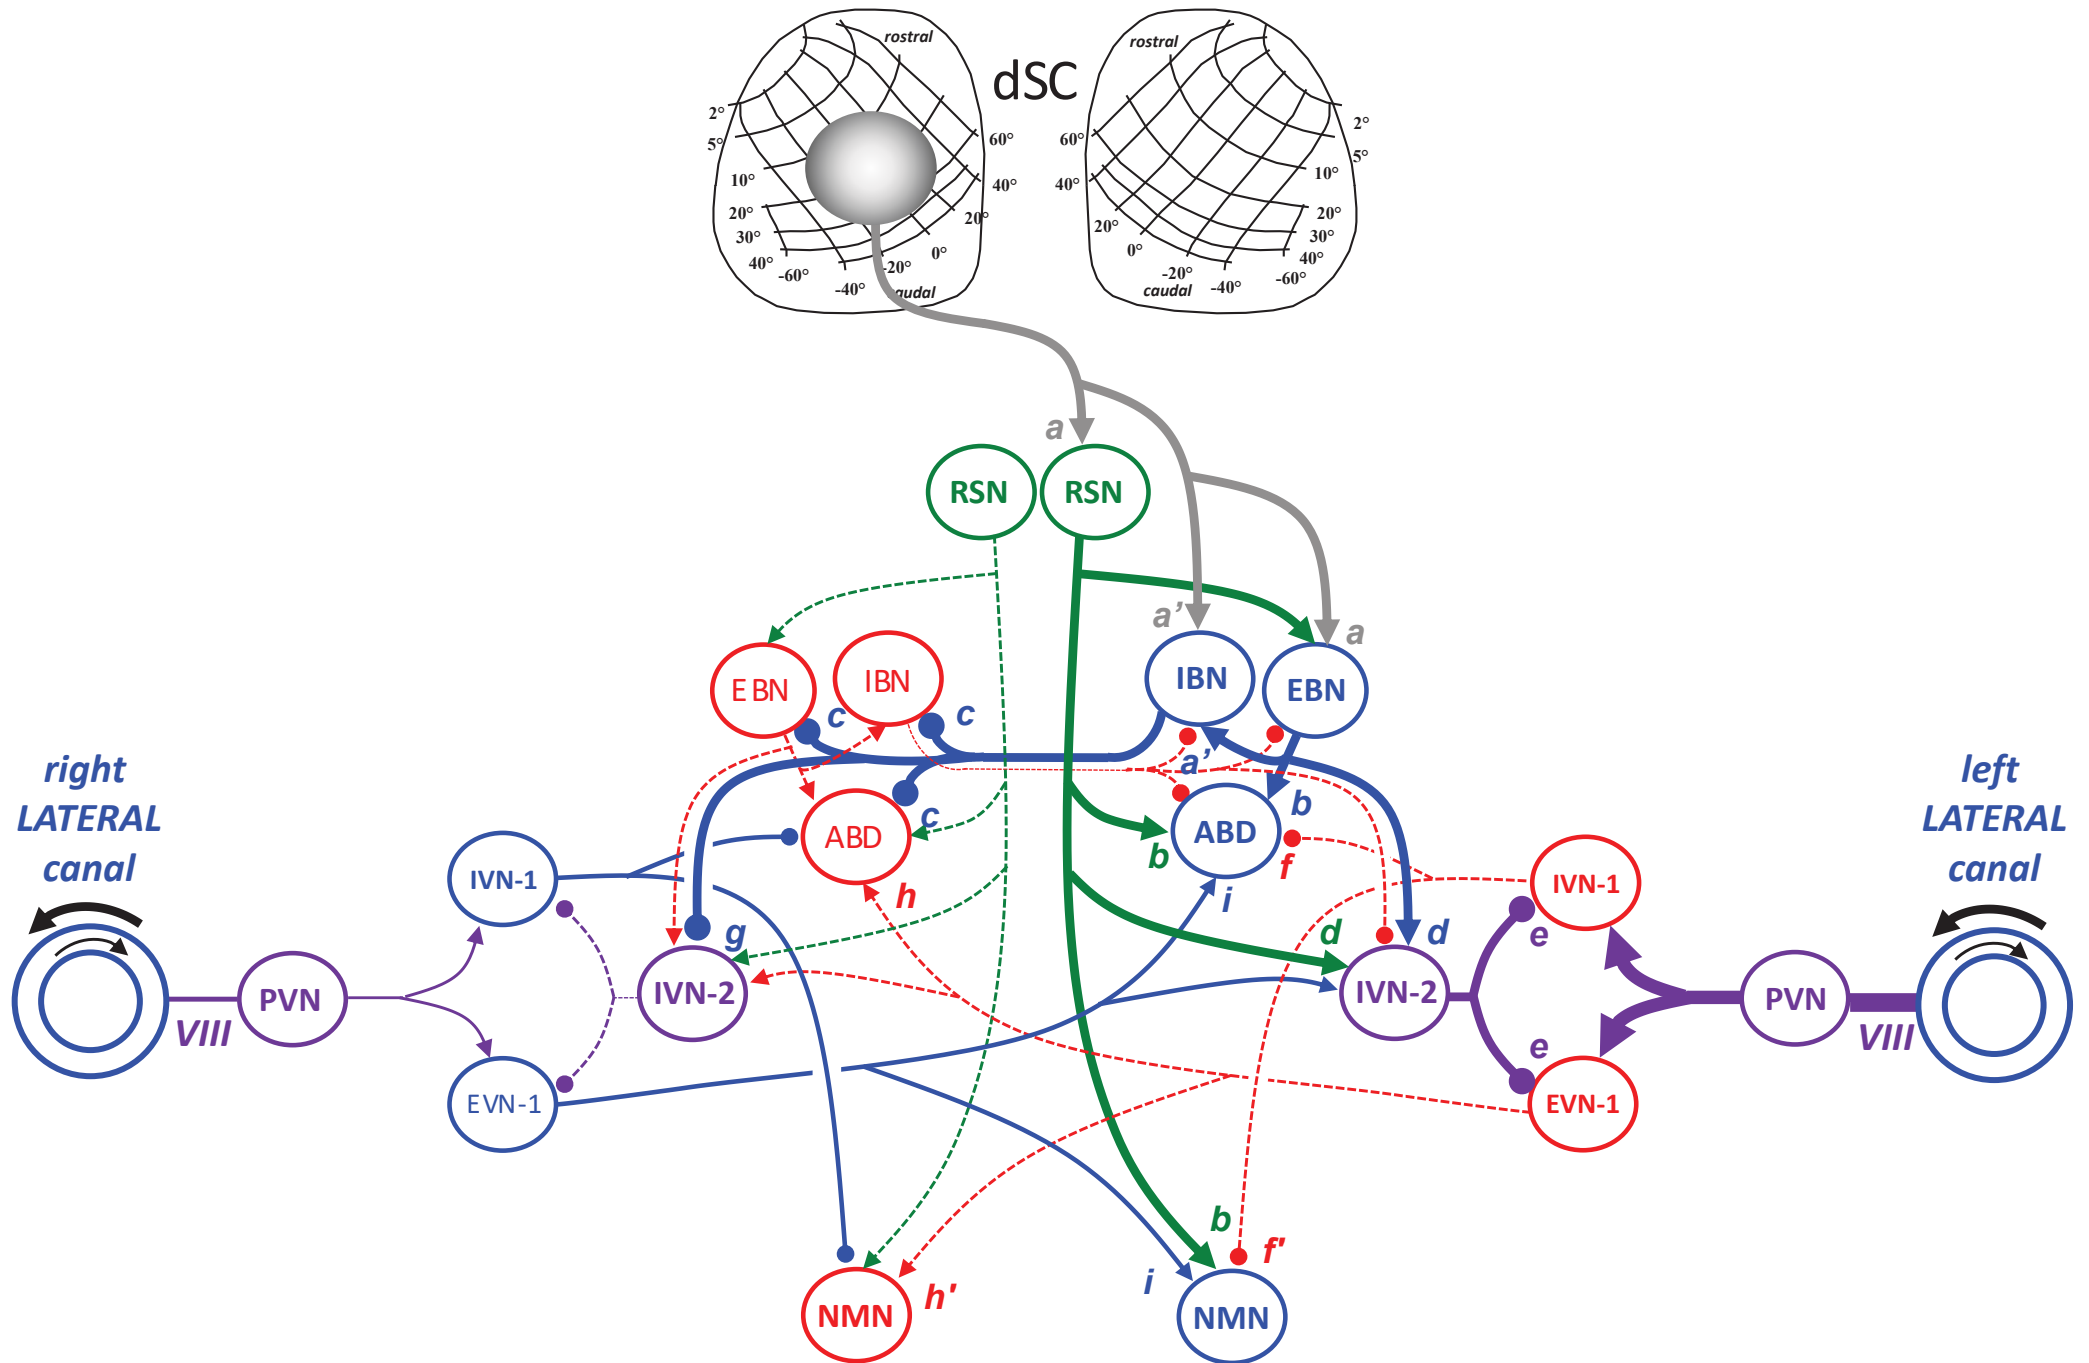 rostral
rostral
dSC
2°
5°
10°
20°
30°
40°
-60°
-40°
-20°
0°
20°
40°
60°
caudal
60°
40°
20°
0°
-20°
-40°
-60°
40°
30°
20°
10°
5°
2°
caudal
a
RSN
RSN
a'
a
EBN
IBN
IBN
EBN
c
c
a'
c
b
ABD
ABD
b
f
h
i
right
LATERAL
canal
left
LATERAL
canal
IVN-1
IVN-1
g
d
d
e
VIII
PVN
IVN-2
IVN-2
PVN
VIII
e
EVN-1
EVN-1
b
f'
i
h'
NMN
NMN